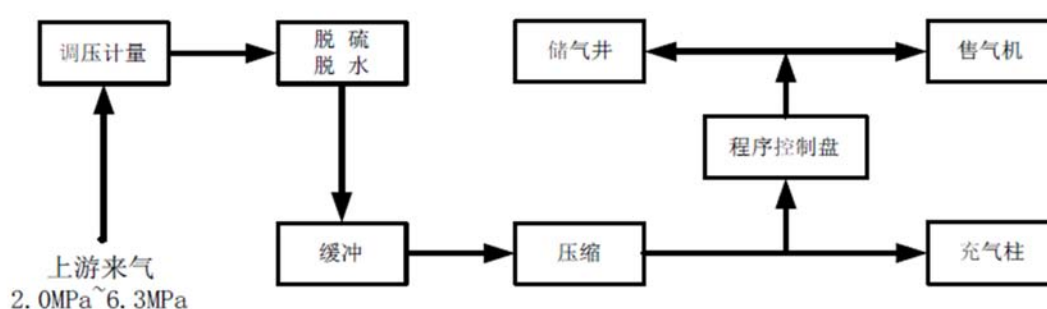 调压计量
脱 硫
脱 水
储气井
售气机
程序控制盘
缓冲
压缩
充气柱
上游来气
2.0MPa~6.3MPa